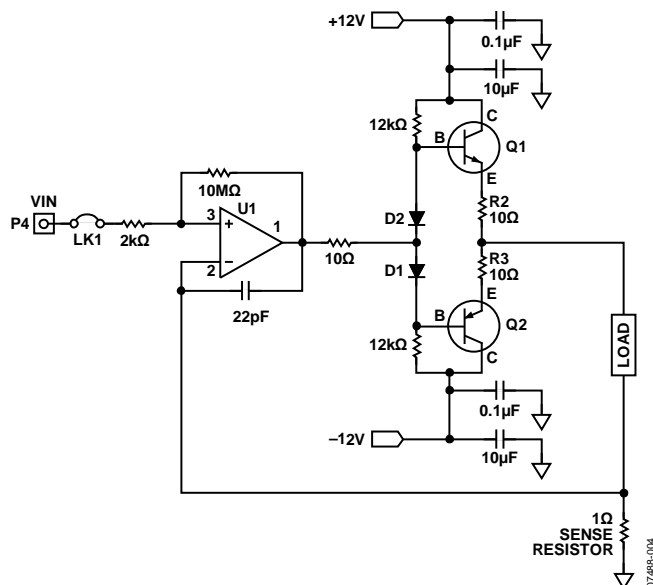 +12V
0.1µF
10µF
12kΩ
C
B
Q1
E
10MΩ
VIN
U1
P4
LK1
2kΩ
3
+
1
2
−
10Ω
D2
R2
10Ω
D1
R3
10Ω
22pF
E
B
Q2
12kΩ
C
LOAD
0.1µF
−12V
10µF
1Ω
SENSE
RESISTOR
07488-004